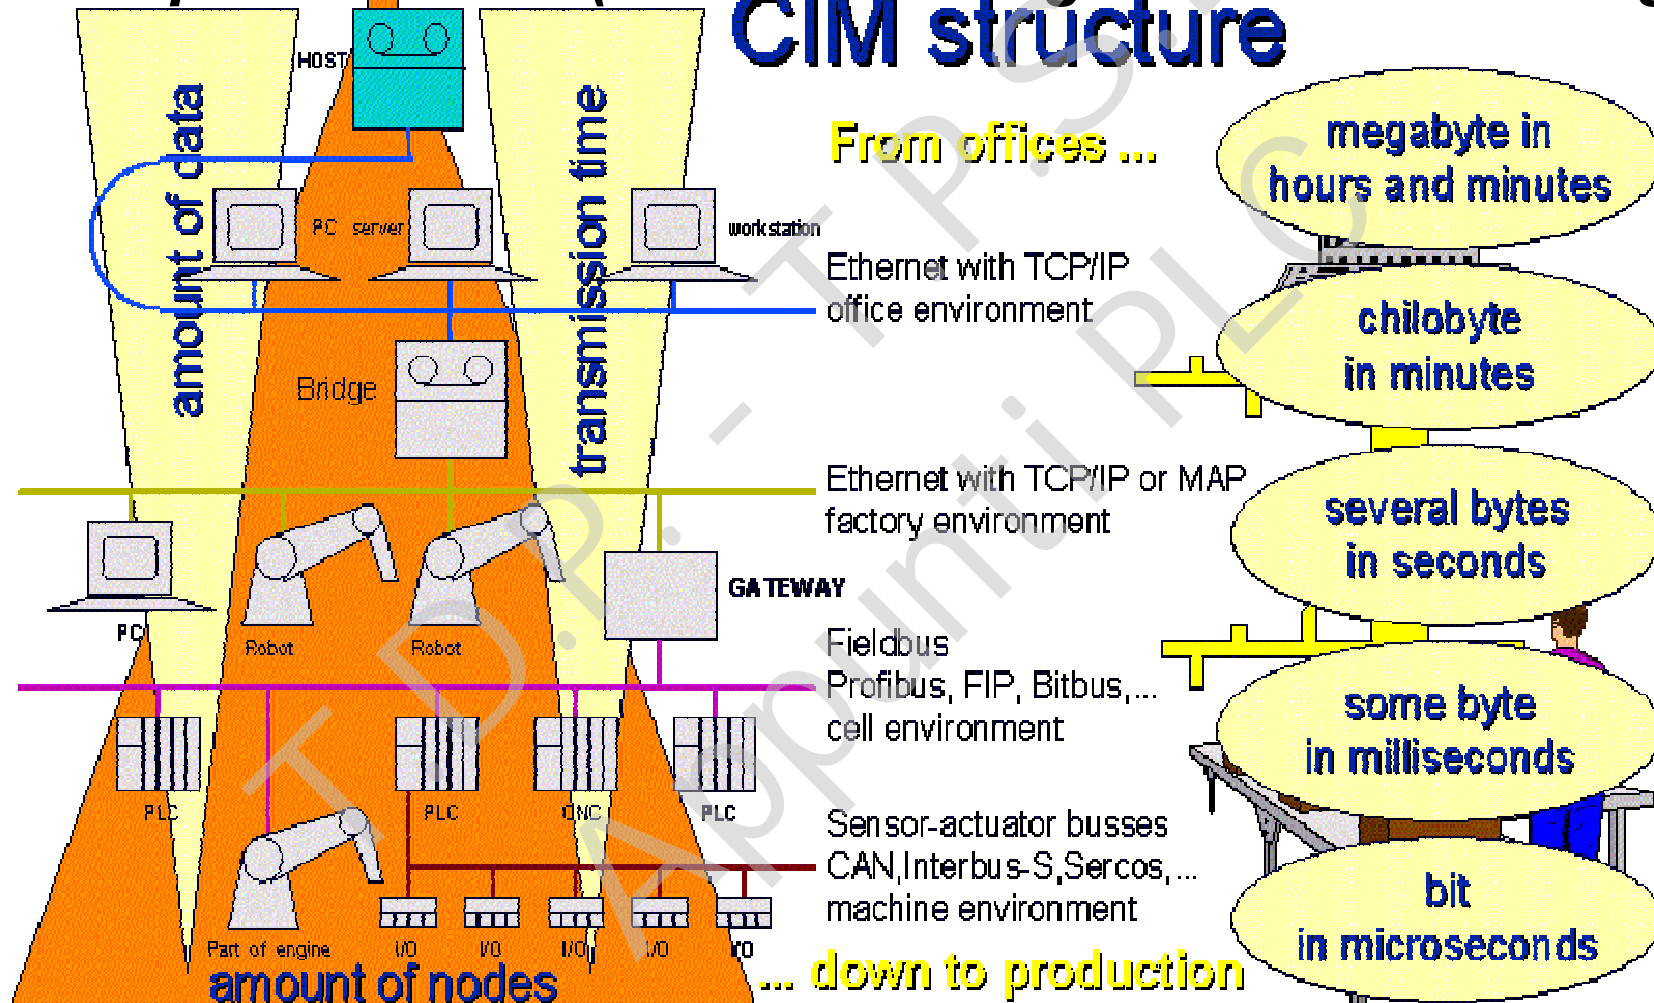 CIM structure
HOST
amount of data
transmission time
From offices ...
megabyte in
hours and minutes
PC server
workstation
Ethernet with TCP/IP
office environment
chilobyte
in minutes
Bridge
Ethernet with TCP/IP or MAP
factory environment
several bytes
in seconds
GATEWAY
PC
Robot
Robot
Fieldbus
Profibus, FIP, Bitbus,...
cell environment
some byte
in milliseconds
PLC
PLC
CNC
PLC
Sensor-actuator busses
CAN,Interbus-S,Sercos,...
machine environment
bit
in microseconds
Part of engine
I/O
I/O
I/O
I/O
I/O
amount of nodes
... down to production
T.D.P. - T.P.S.
Appunti PLC